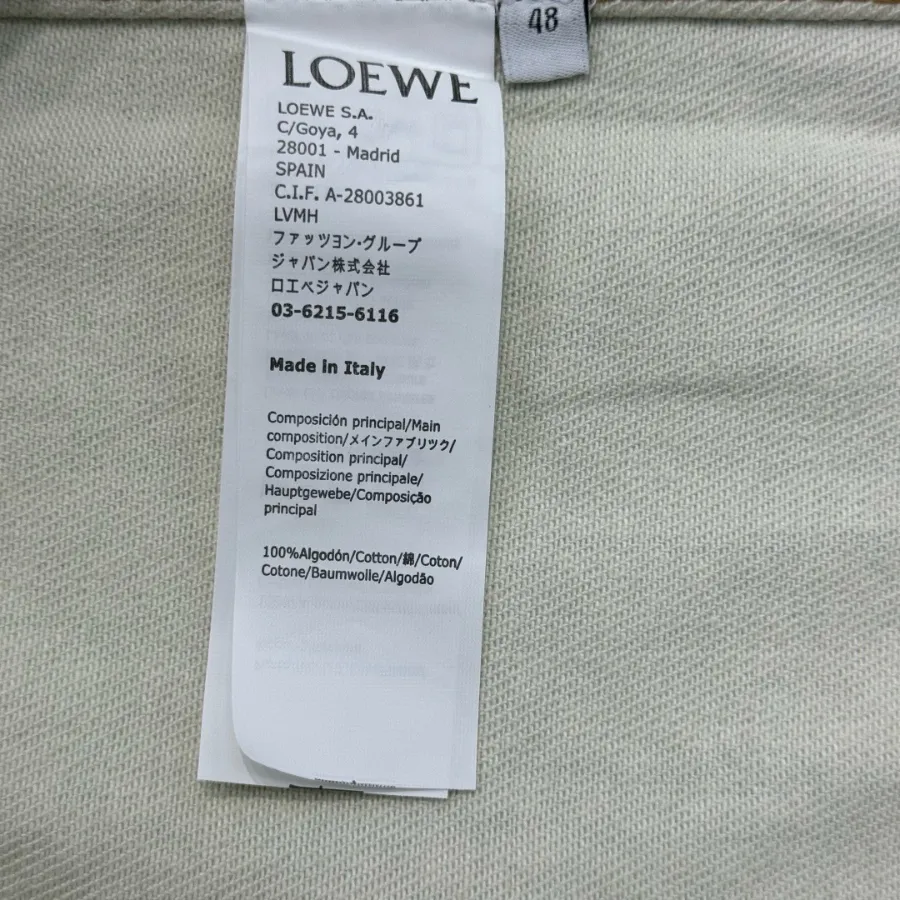 48
LOEWE
LOEWE S.A.
C/Goya, 4
28001 - Madrid
SPAIN
C.I.F. A-28003861
LVMH
ファッツヨン·グループ
ジャパン株式会社
ロエベジャパン
03-6215-6116
Made in Italy
Composición principal/Main
composition/メインファブリツク/
Composition principal/
Composizione principale/
Hauptgewebe/Composição
principal
100%Algodón/Cotton/綿/Coton/
Cotone/Baumwolle/Algodão